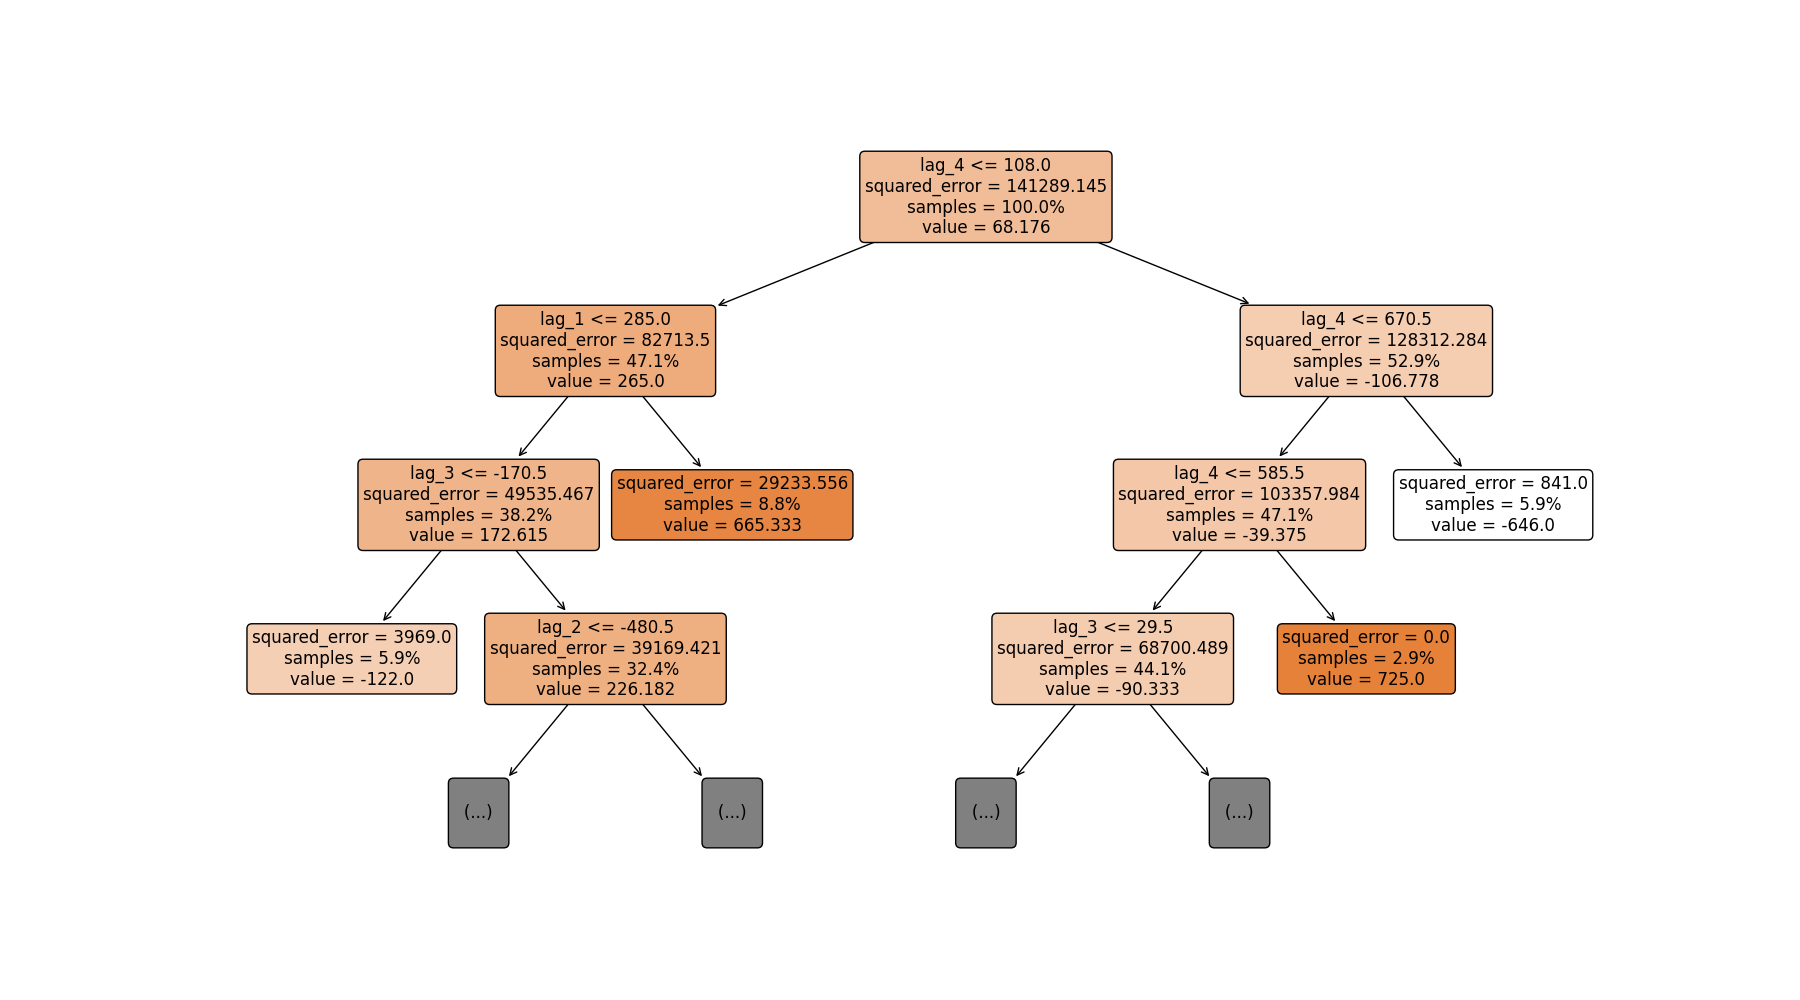 lag_4 <= 108.0
squared_error = 141289.145
samples = 100.0%
value = 68.176
lag_1 <= 285.0
squared_error = 82713.5
samples = 47.1%
value = 265.0
lag_4 <= 670.5
squared_error = 128312.284
samples = 52.9%
value = -106.778
lag_3 <= -170.5
squared_error = 49535.467
samples = 38.2%
value = 172.615
squared_error = 29233.556
samples = 8.8%
value = 665.333
lag_4 <= 585.5
squared_error = 103357.984
samples = 47.1%
value = -39.375
squared_error = 841.0
samples = 5.9%
value = -646.0
squared_error = 3969.0
samples = 5.9%
value = -122.0
lag_2 <= -480.5
squared_error = 39169.421
samples = 32.4%
value = 226.182
lag_3 <= 29.5
squared_error = 68700.489
samples = 44.1%
value = -90.333
squared_error = 0.0
samples = 2.9%
value = 725.0
(...)
(...)
(...)
(...)